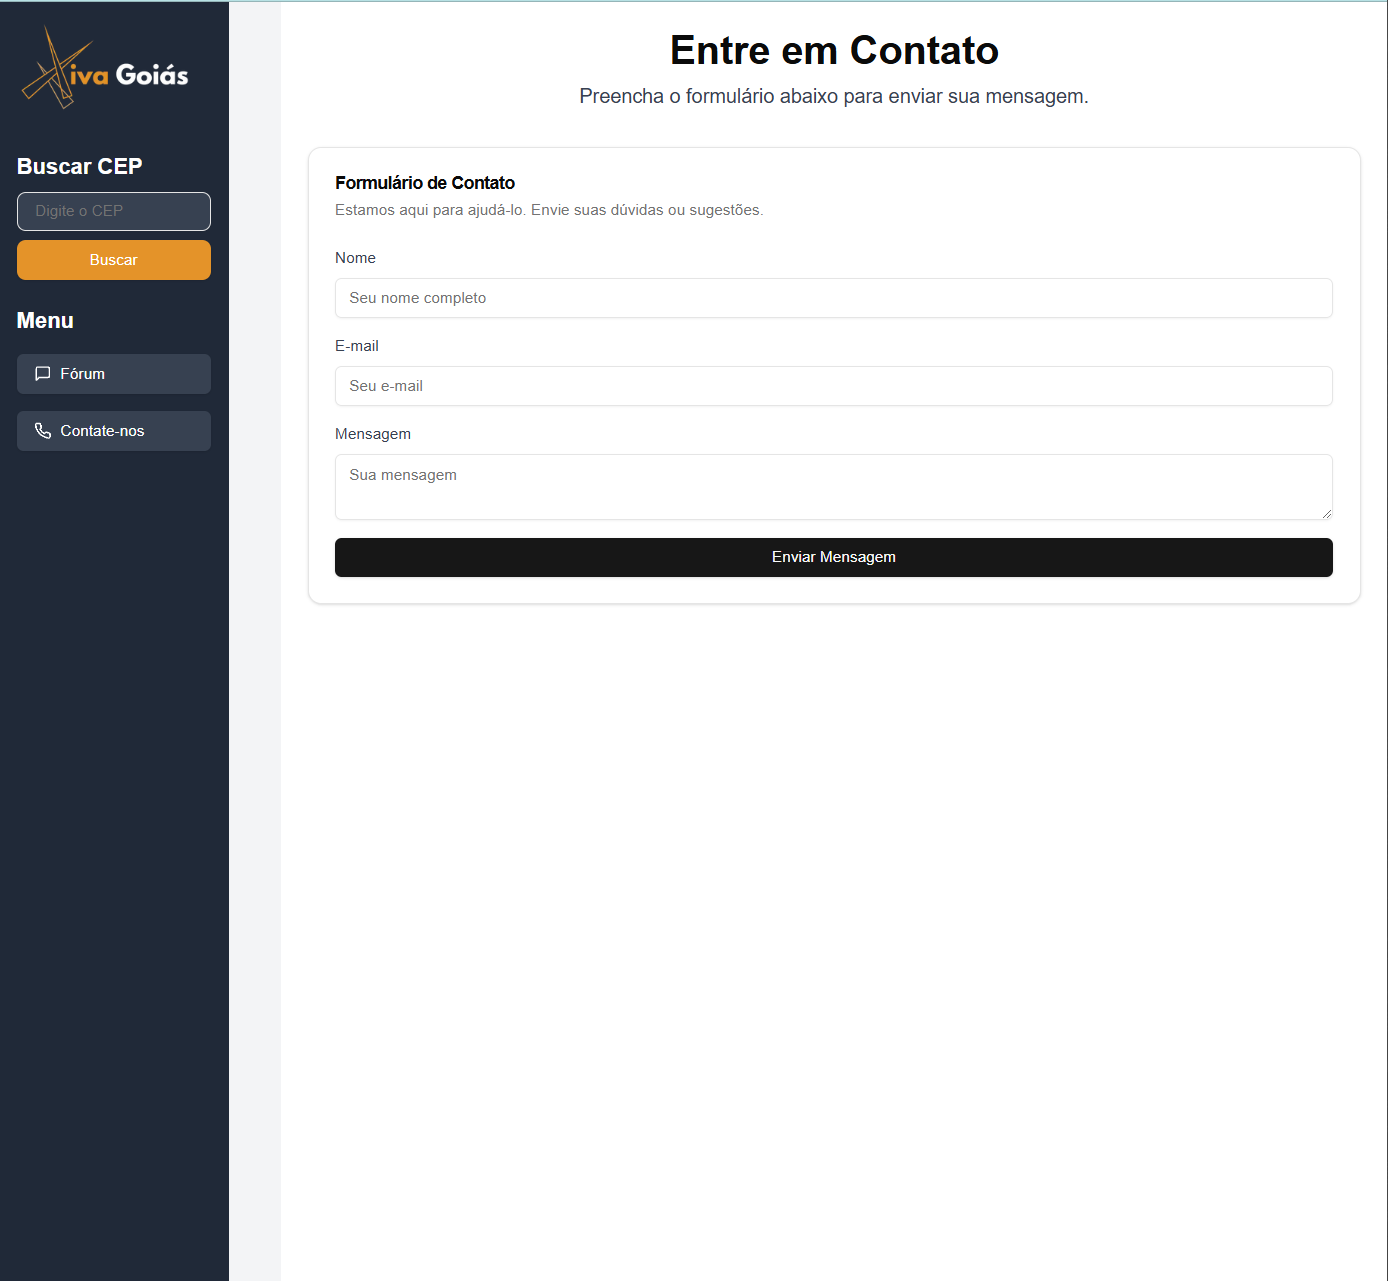 iva Goiás
Buscar CEP
Digite o CEP
Buscar
Menu
Fórum
Contate-nos
Entre em Contato
Preencha o formulário abaixo para enviar sua mensagem.
Formulário de Contato
Estamos aqui para ajudá-lo. Envie suas dúvidas ou sugestões.
Nome
Seu nome completo
E-mail
Seu e-mail
Mensagem
Sua mensagem
Enviar Mensagem